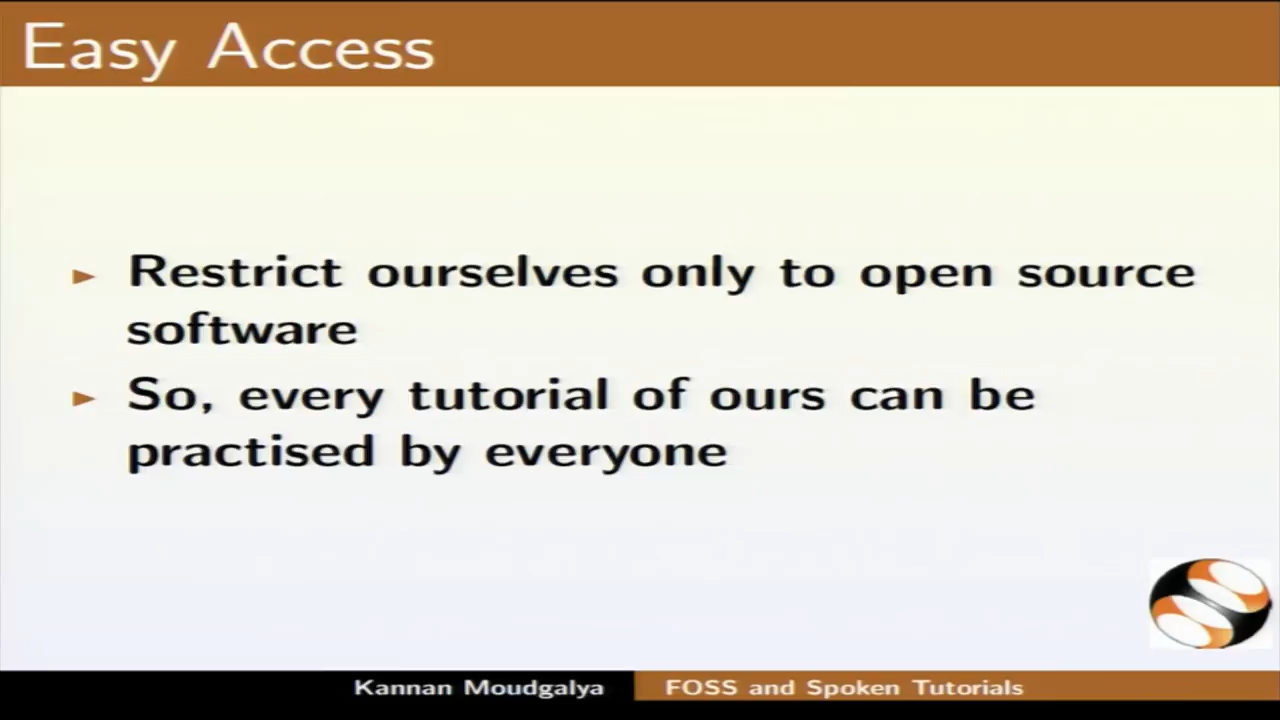 Easy Access
► Restrict ourselves only to open source
software
► So, every tutorial of ours can be
practised by everyone
Kannan Moudgalya
FOSS and Spoken Tutorials